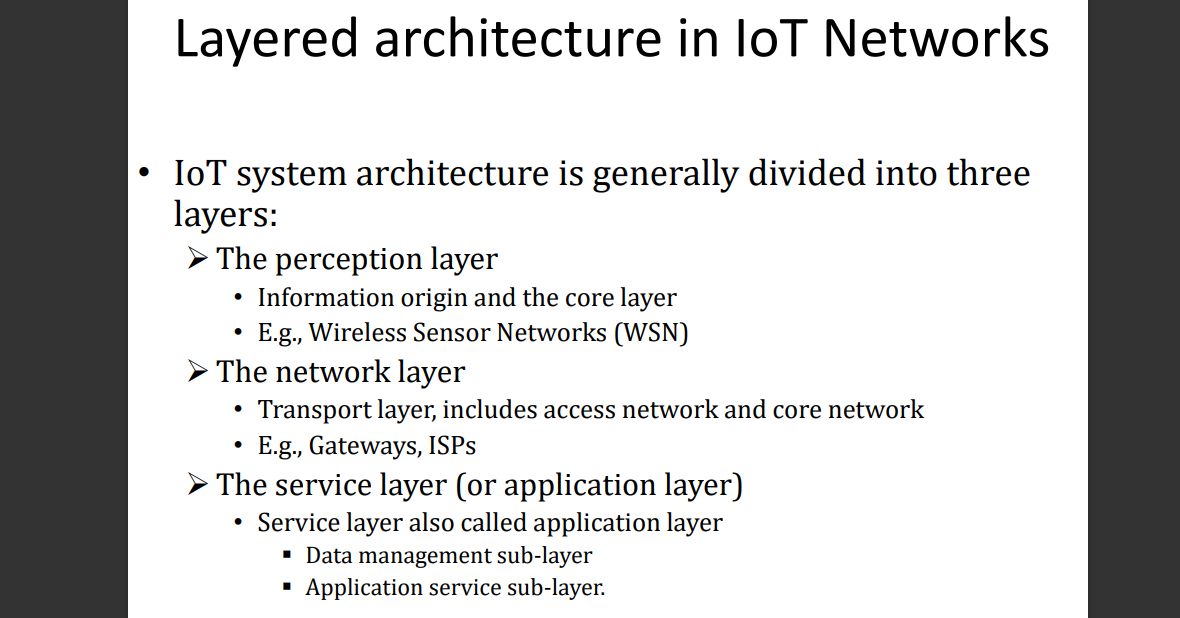 Layered architecture in IoT Networks
• IoT system architecture is generally divided into three
layers:
➢ The perception layer
• Information origin and the core layer
• E.g., Wireless Sensor Networks (WSN)
➢ The network layer
• Transport layer, includes access network and core network
• E.g., Gateways, ISPs
➢ The service layer (or application layer)
• Service layer also called application layer
▪ Data management sub-layer
▪ Application service sub-layer.